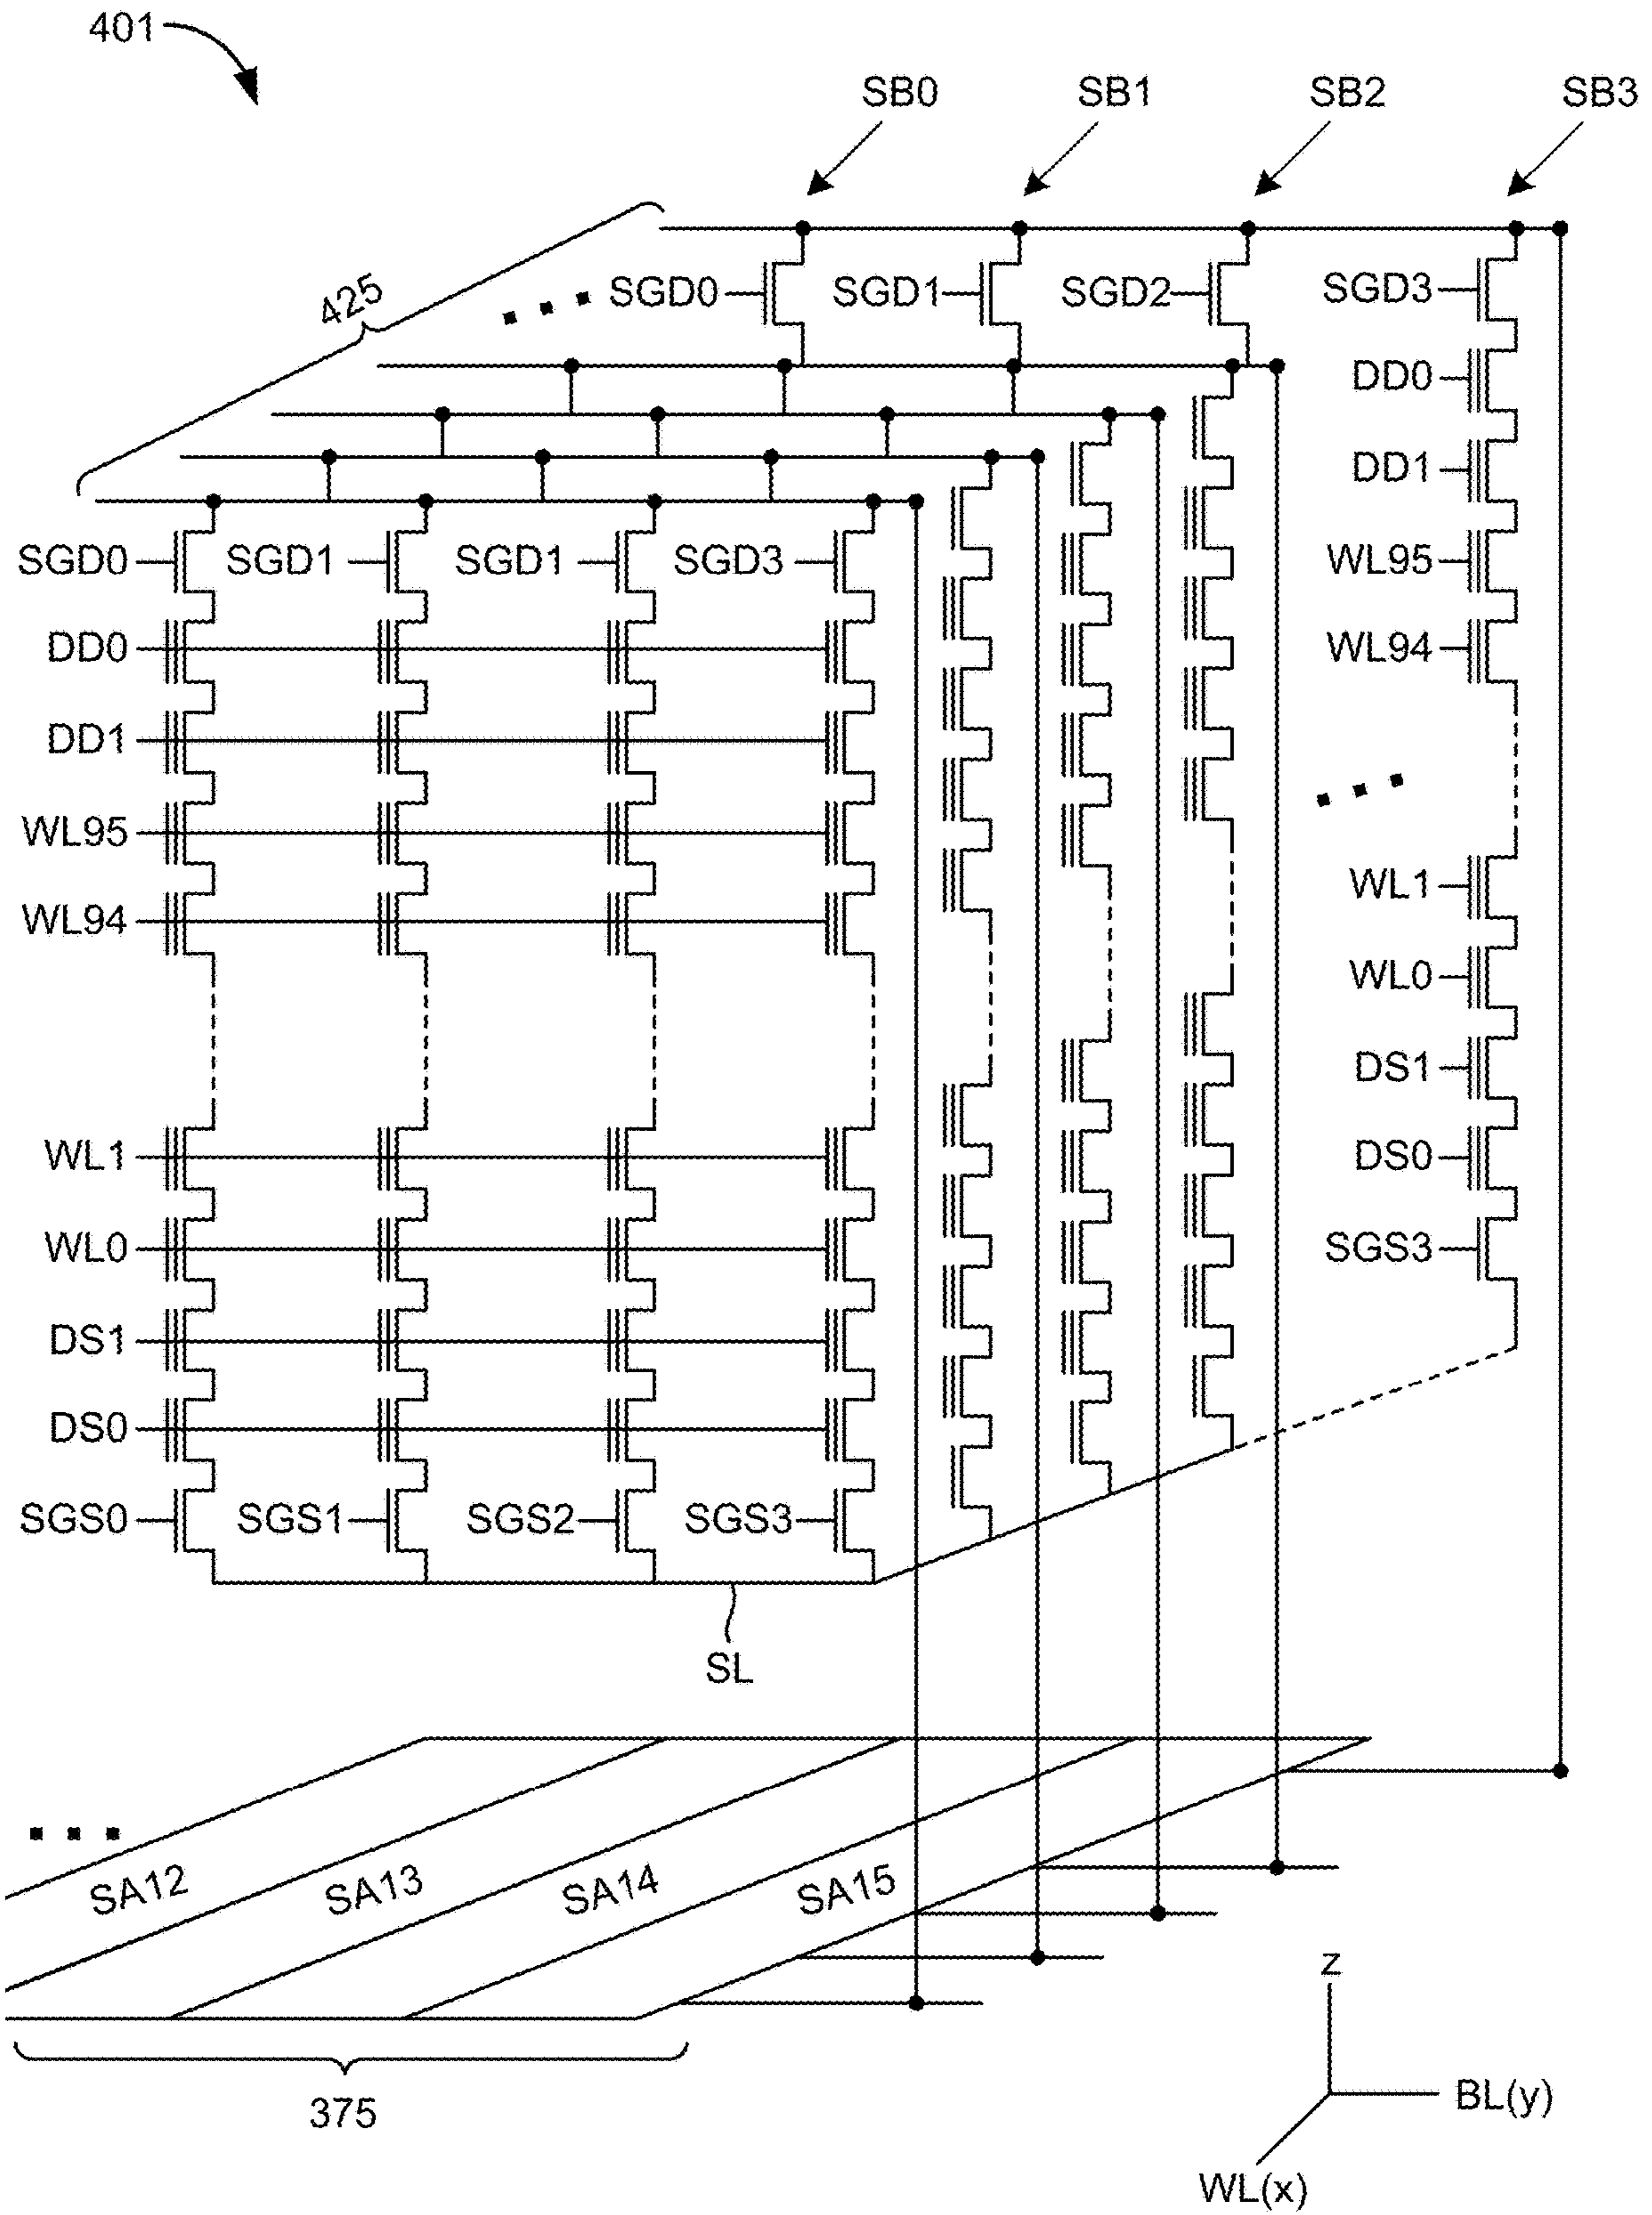 401
SB0 SB1 SB2 SB3
425
SGD0 SGD1 SGD2 SGD3
DD0
DD1
WL95
WL94
WL1
WL0
DS1
DS0
SGS3
SGD0 SGD1 SGD1 SGD3
DD0
DD1
WL95
WL94
WL1
WL0
DS1
DS0
SGS0 SGS1 SGS2 SGS3
SL
SA12 SA13 SA14 SA15
375
z
BL(y)
WL(x)